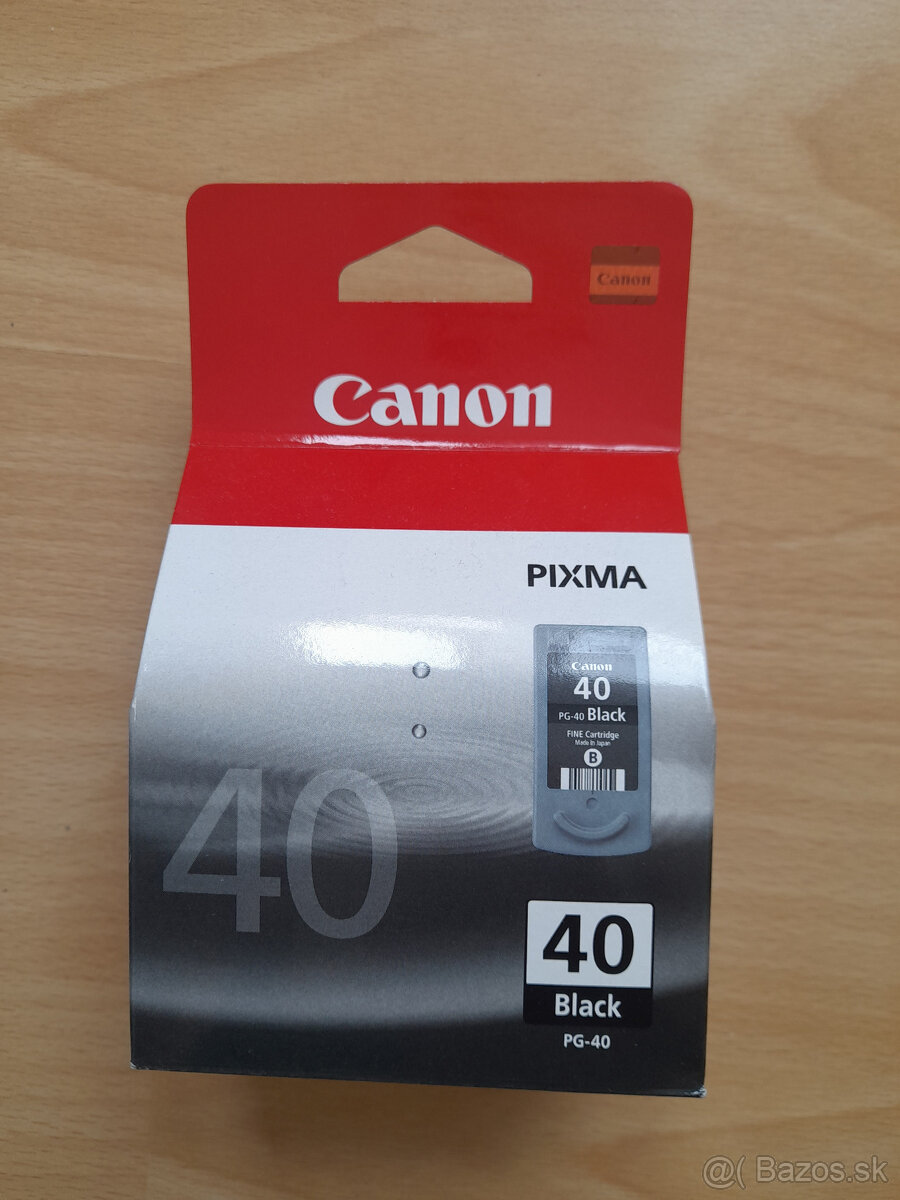 Canon
Canon
PIXMA
Canon
40
PG-40 Black
FINE Cartridge
Made in Japan
B
40
40
Black
PG-40
@( Bazos.sk